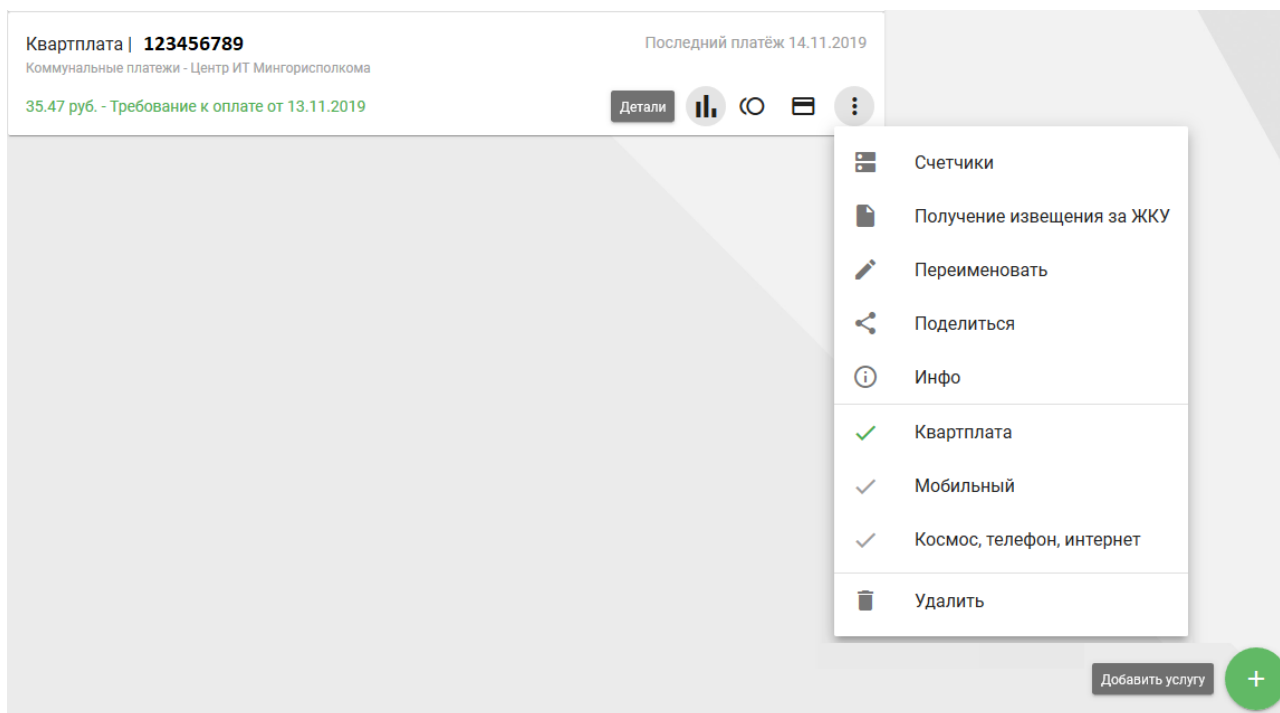 Квартплата | 123456789
Последний платёж 14.11.2019
Коммунальные платежи - Центр ИТ Мингорисполкома
35.47 руб. - Требование к оплате от 13.11.2019
Детали
Счетчики
Получение извещения за ЖКУ
Переименовать
Поделиться
Инфо
Квартплата
Мобильный
Космос, телефон, интернет
Удалить
Добавить услугу